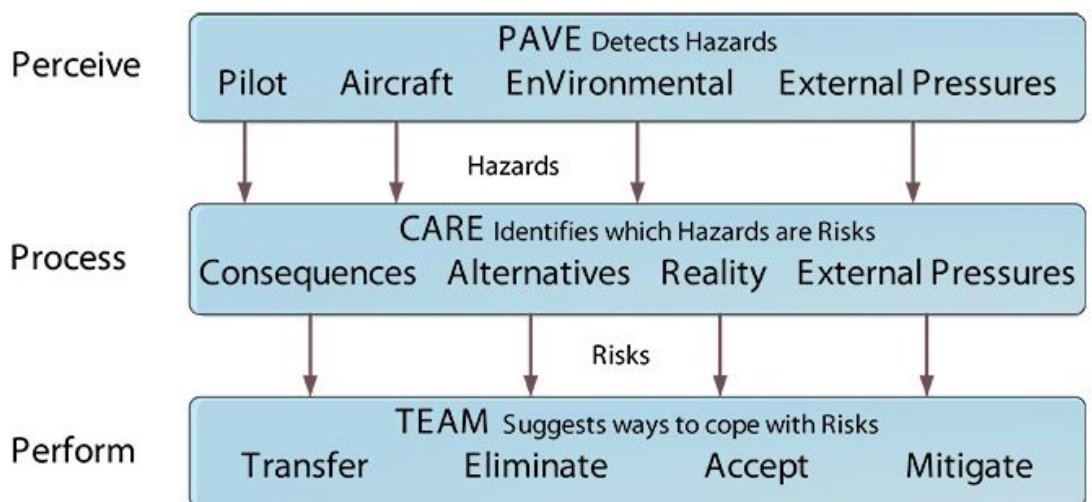 Perceive
PAVE Detects Hazards
Pilot Aircraft EnVironmental External Pressures
Hazards
Process
CARE Identifies which Hazards are Risks
Consequences Alternatives Reality External Pressures
Risks
Perform
TEAM Suggests ways to cope with Risks
Transfer Eliminate Accept Mitigate